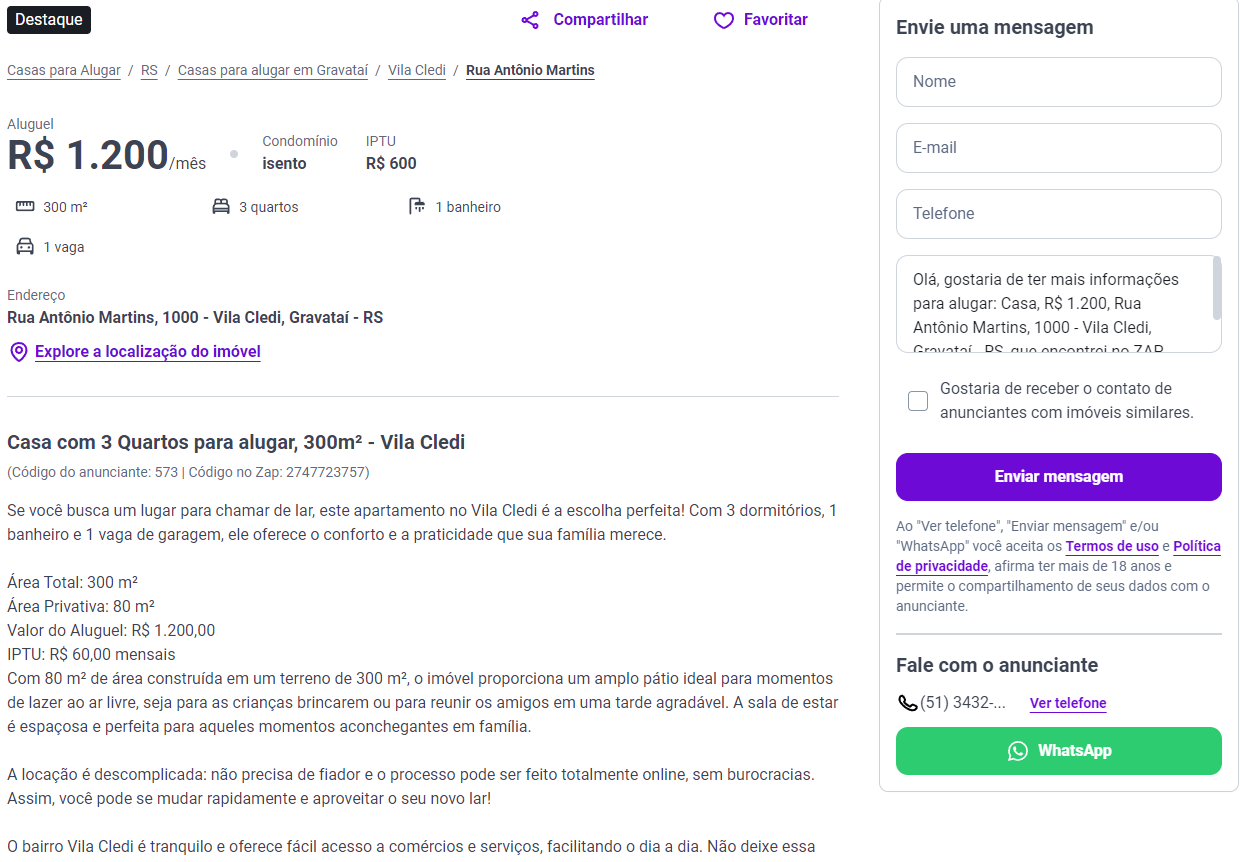 Destaque
Compartilhar
Favoritar
Casas para Alugar / RS / Casas para alugar em Gravataí / Vila Cledi / Rua Antônio Martins
Aluguel
R$ 1.200/mês
Condomínio
isento
IPTU
R$ 600
300 m²
3 quartos
1 banheiro
1 vaga
Endereço
Rua Antônio Martins, 1000 - Vila Cledi, Gravataí - RS
Explore a localização do imóvel
Casa com 3 Quartos para alugar, 300m² - Vila Cledi
(Código do anunciante: 573 | Código no Zap: 2747723757)
Se você busca um lugar para chamar de lar, este apartamento no Vila Cledi é a escolha perfeita! Com 3 dormitórios, 1
banheiro e 1 vaga de garagem, ele oferece o conforto e a praticidade que sua família merece.
Área Total: 300 m²
Área Privativa: 80 m²
Valor do Aluguel: R$ 1.200,00
IPTU: R$ 60,00 mensais
Com 80 m² de área construída em um terreno de 300 m², o imóvel proporciona um amplo pátio ideal para momentos
de lazer ao ar livre, seja para as crianças brincarem ou para reunir os amigos em uma tarde agradável. A sala de estar
é espaçosa e perfeita para aqueles momentos aconchegantes em família.
A locação é descomplicada: não precisa de fiador e o processo pode ser feito totalmente online, sem burocracias.
Assim, você pode se mudar rapidamente e aproveitar o seu novo lar!
O bairro Vila Cledi é tranquilo e oferece fácil acesso a comércios e serviços, facilitando o dia a dia. Não deixe essa
Envie uma mensagem
Nome
E-mail
Telefone
Olá, gostaria de ter mais informações
para alugar: Casa, R$ 1.200, Rua
Antônio Martins, 1000 - Vila Cledi,
Gravataí - RS, que encontrei no ZAP
Gostaria de receber o contato de
anunciantes com imóveis similares.
Enviar mensagem
Ao "Ver telefone", "Enviar mensagem" e/ou
"WhatsApp" você aceita os Termos de uso e Política
de privacidade, afirma ter mais de 18 anos e
permite o compartilhamento de seus dados com o
anunciante.
Fale com o anunciante
(51) 3432-...
Ver telefone
WhatsApp